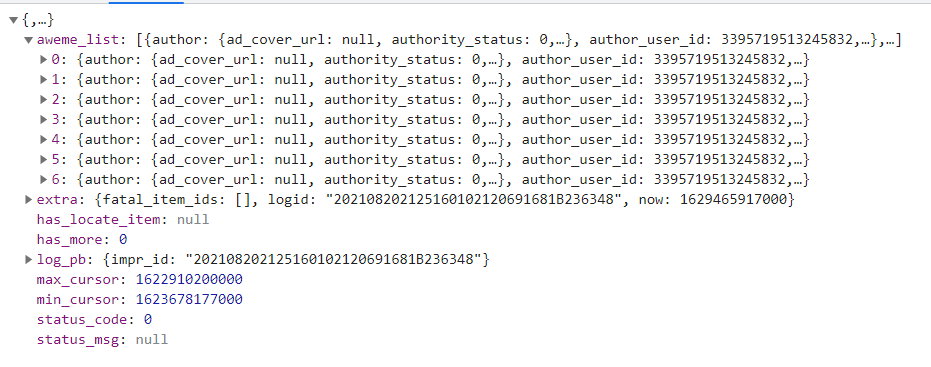 {,…}
aweme_list: [{author: {ad_cover_url: null, authority_status: 0,…}, author_user_id: 3395719513245832,…},…]
0: {author: {ad_cover_url: null, authority_status: 0,…}, author_user_id: 3395719513245832,…}
1: {author: {ad_cover_url: null, authority_status: 0,…}, author_user_id: 3395719513245832,…}
2: {author: {ad_cover_url: null, authority_status: 0,…}, author_user_id: 3395719513245832,…}
3: {author: {ad_cover_url: null, authority_status: 0,…}, author_user_id: 3395719513245832,…}
4: {author: {ad_cover_url: null, authority_status: 0,…}, author_user_id: 3395719513245832,…}
5: {author: {ad_cover_url: null, authority_status: 0,…}, author_user_id: 3395719513245832,…}
6: {author: {ad_cover_url: null, authority_status: 0,…}, author_user_id: 3395719513245832,…}
extra: {fatal_item_ids: [], logid: "202108202125160102120691681B236348", now: 1629465917000}
has_locate_item: null
has_more: 0
log_pb: {impr_id: "202108202125160102120691681B236348"}
max_cursor: 1622910200000
min_cursor: 1623678177000
status_code: 0
status_msg: null